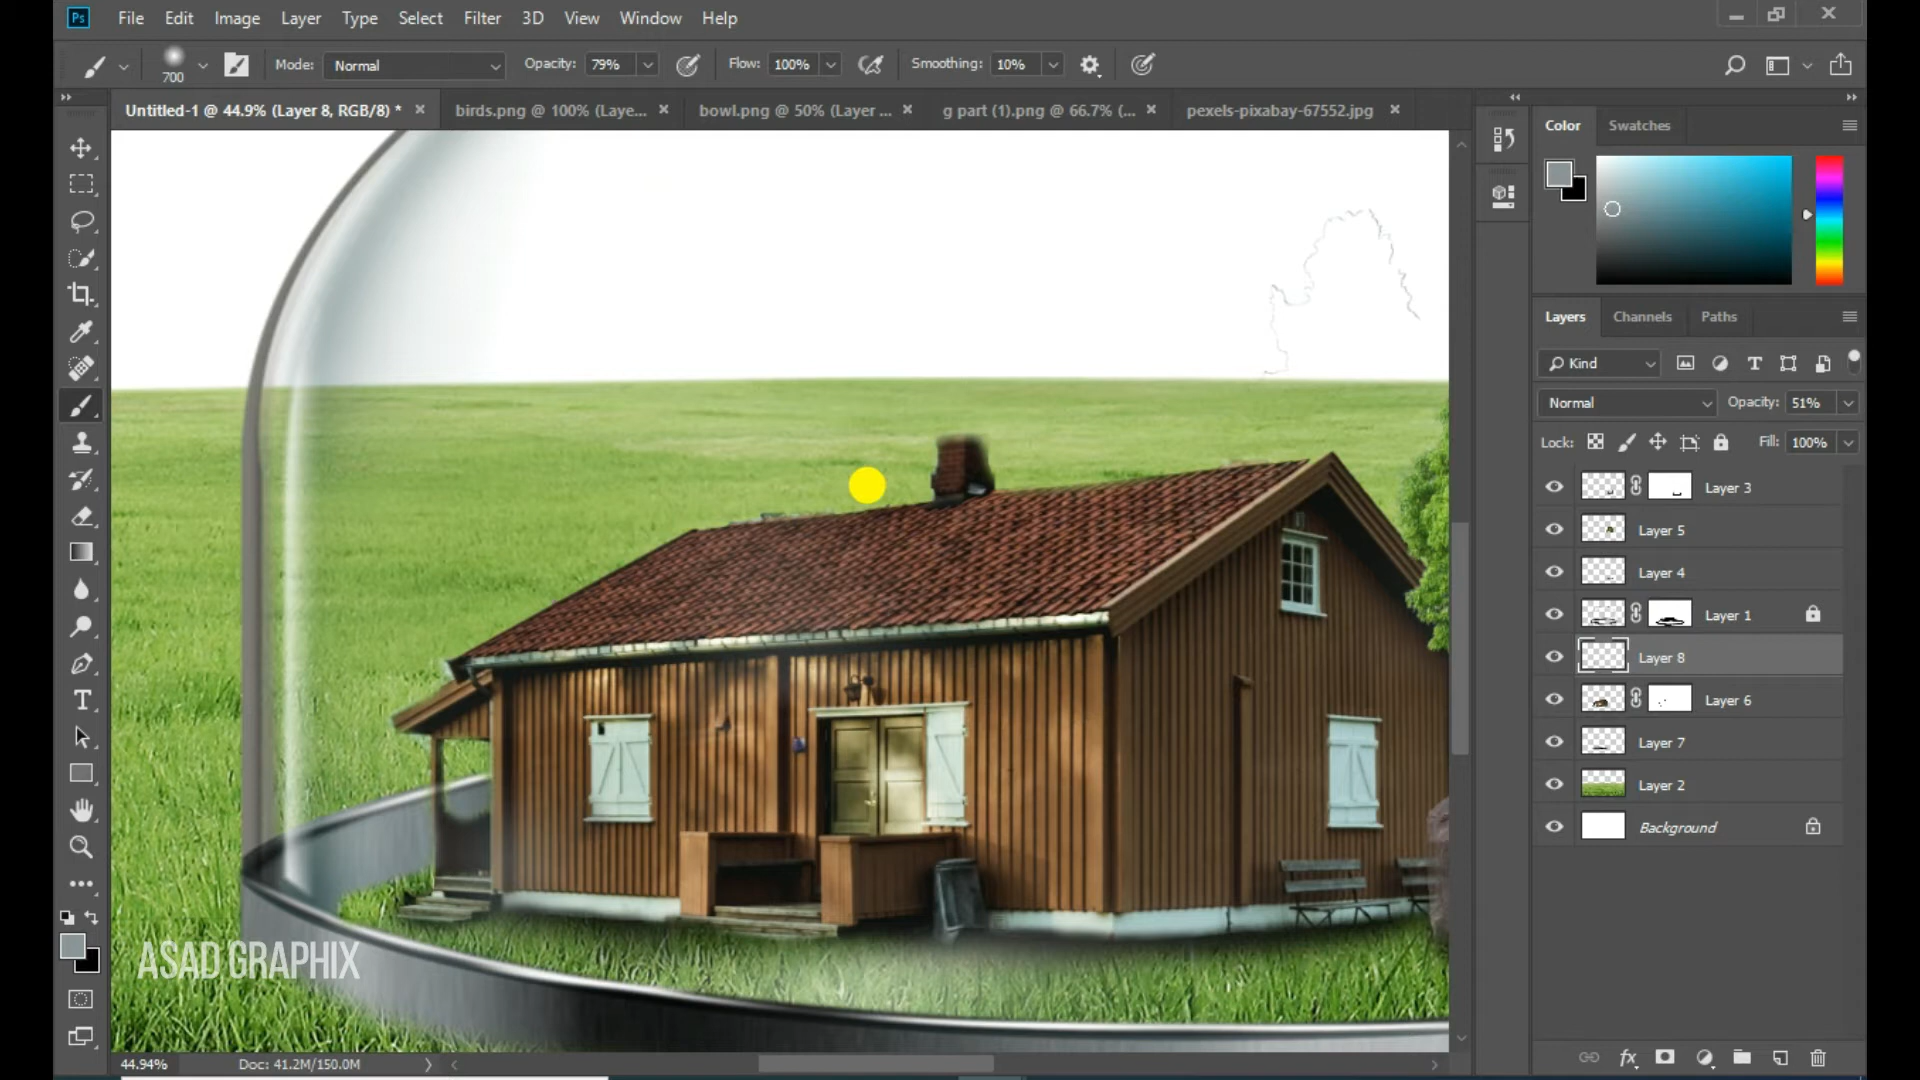 Ps File Edit Image Layer Type Select Filter 3D View Window Help
700 Mode: Normal Opacity: 79% Flow: 100% Smoothing: 10%
Untitled-1 @ 44.9% (Layer 8, RGB/8) * birds.png @ 100% (Laye... bowl.png @ 50% (Layer ... g part (1).png @ 66.7% (... pexels-pixabay-67552.jpg
Color Swatches
Layers Channels Paths
Kind
Normal Opacity: 51%
Lock: Fill: 100%
Layer 3
Layer 5
Layer 4
Layer 1
Layer 8
Layer 6
Layer 7
Layer 2
Background
ASAD GRAPHIX
44.94% Doc: 41.2M/150.0M